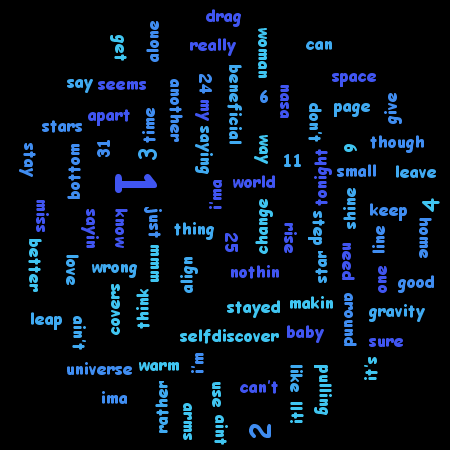 drag
get
alone
really
woman
can
say
seems
another
24
my
saying
beneficial
6
nasa
space
stars
apart
time
31
3
way
11
don't
page
give
9
though
stay
bottom
1
i'm
world
tonight
small
leave
miss
sayin
know
just
mmm
thing
25
change
rise
step
star
shine
keep
4
home
line
better
love
wrong
align
nothin
need
one
good
covers
think
stayed
makin
around
gravity
leap
ain't
selfdiscover
baby
sure
universe
warm
i'm
it's
ima
rather
arms
use
aint
can't
like
lit!
pulling
2